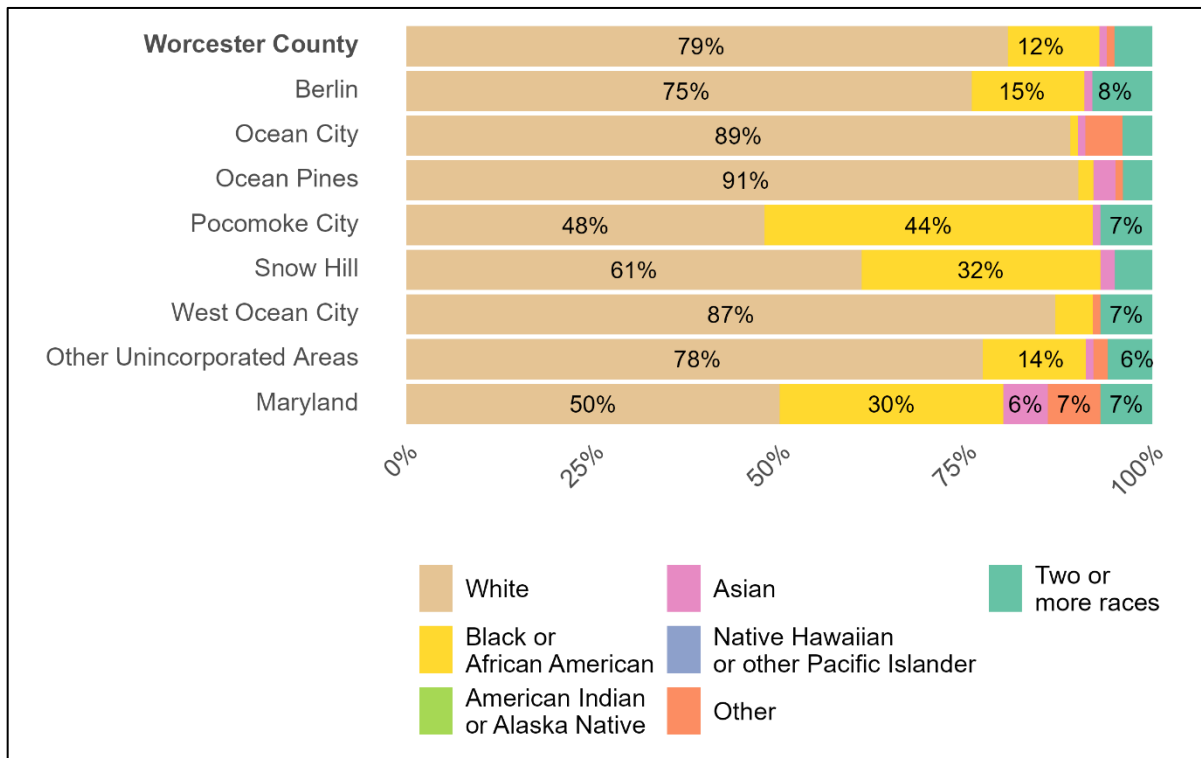 Worcester County 79% 12%
Berlin 75% 15% 8%
Ocean City 89%
Ocean Pines 91%
Pocomoke City 48% 44% 7%
Snow Hill 61% 32%
West Ocean City 87% 7%
Other Unincorporated Areas 78% 14% 6%
Maryland 50% 30% 6% 7% 7%
0% 25% 50% 75% 100%
White
Black or
African American
American Indian
or Alaska Native
Asian
Native Hawaiian
or other Pacific Islander
Other
Two or
more races